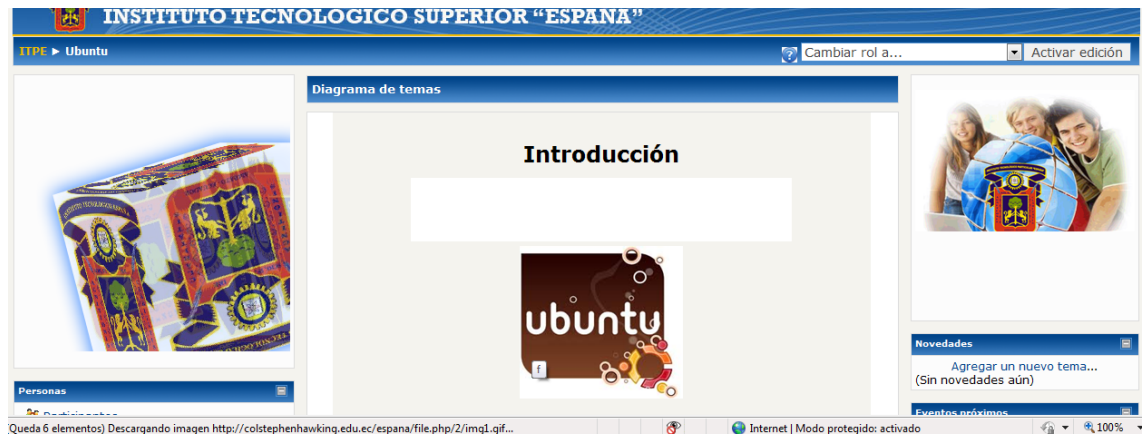 INSTITUTO TECNOLOGICO SUPERIOR "ESPAÑA"
ITPE ► Ubuntu
Cambiar rol a...
Activar edición
Diagrama de temas
Introducción
ubuntu
f
Personas
Participantes
Novedades
Agregar un nuevo tema...
(Sin novedades aún)
Eventos próximos
(Queda 6 elementos) Descargando imagen http://colstephenhawking.edu.ec/espana/file.php/2/img1.gif...
Internet | Modo protegido: activado
100%